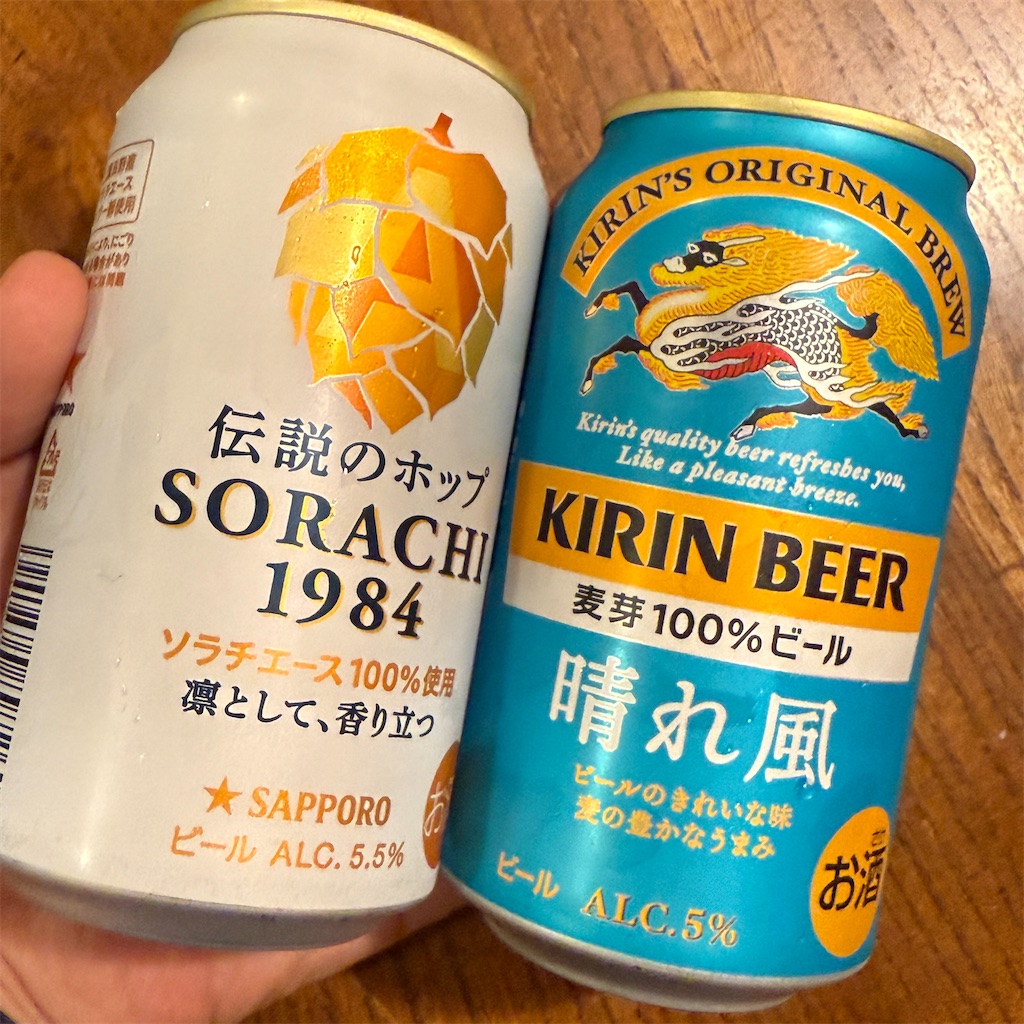 伝説のホップ
SORACHI
1984
ソラチエース100%使用
凛として、香り立つ
SAPPORO
ビール ALC. 5.5%
KIRIN'S ORIGINAL BREW
Kirin's quality beer refreshes you,
Like a pleasant breeze.
KIRIN BEER
麦芽100%ビール
晴れ風
ビールのきれいな味
麦の豊かなうまみ
ビール ALC. 5%
お酒